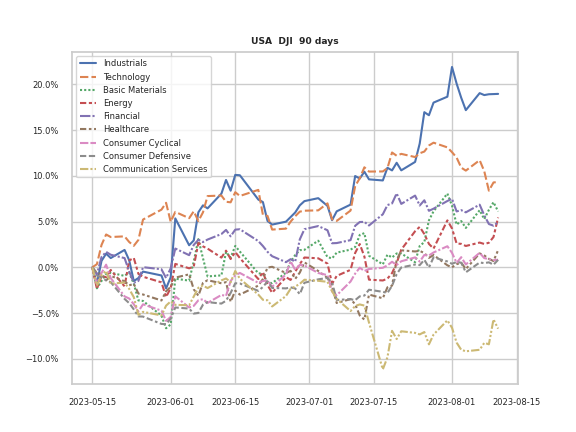 USA DJI 90 days
Industrials
Technology
Basic Materials
Energy
Financial
Healthcare
Consumer Cyclical
Consumer Defensive
Communication Services
20.0%
15.0%
10.0%
5.0%
0.0%
−5.0%
−10.0%
2023-05-15 2023-06-01 2023-06-15 2023-07-01 2023-07-15 2023-08-01 2023-08-15